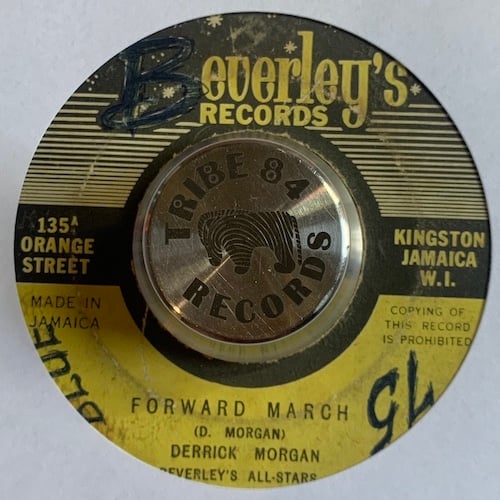 Beverley's
RECORDS
TRIBE 84
RECORDS
135A
ORANGE
STREET
KINGSTON
JAMAICA
W.I.
MADE IN
JAMAICA
COPYING OF
THIS RECORD
IS PROHIBITED
BLUE
FORWARD MARCH
(D. MORGAN)
DERRICK MORGAN
BEVERLEY'S ALL-STARS